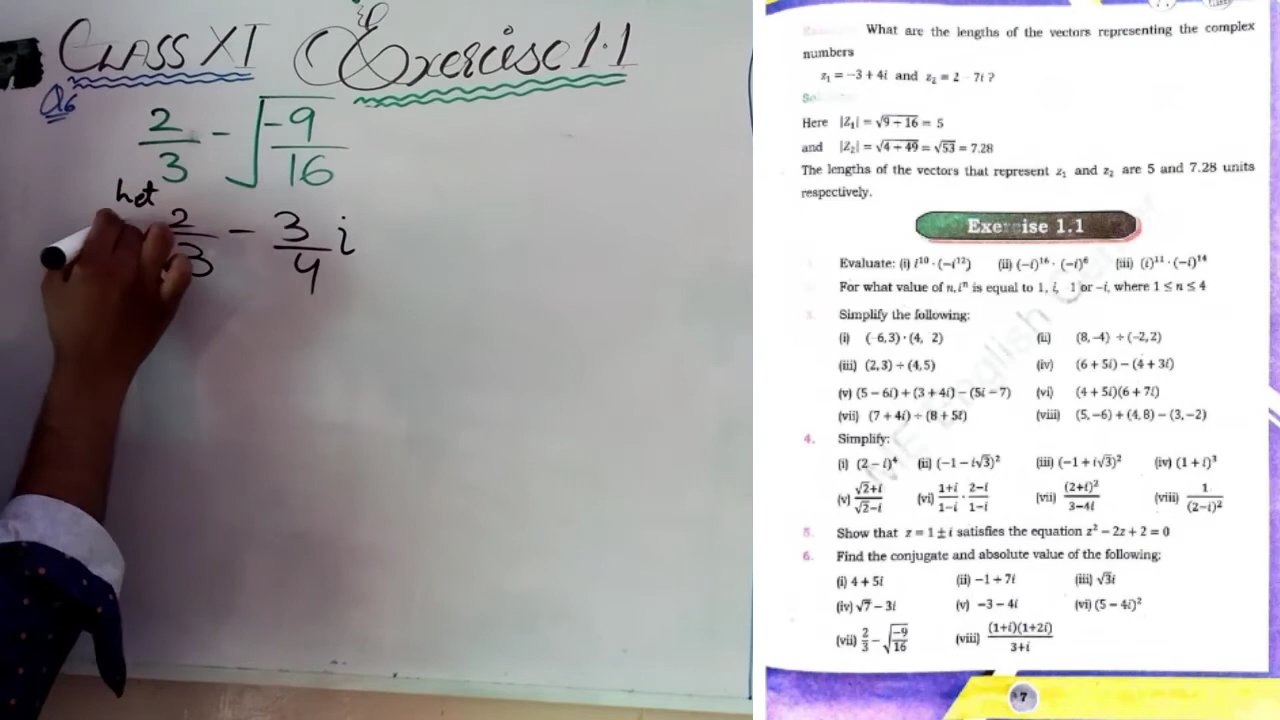 CLASS XI Exercise 1.1
Q6
2/3 - √(-9/16)
Let
2/3 - 3/4 i
What are the lengths of the vectors representing the complex
numbers
z₁ = −3 + 4i and z₂ = 2 7i ?
Here |Z₁| = √9 + 16 = 5
and |Z₂| = √4 + 49 = √53 = 7.28
The lengths of the vectors that represent z₁ and z₂ are 5 and 7.28 units
respectively.
Exercise 1.1
Evaluate: (i) i¹⁰ · (−i¹²) (ii) (−i)¹⁶ · (−i)⁶ (iii) (i)¹¹ · (−i)¹⁴
For what value of n, iⁿ is equal to 1, i, 1 or −i, where 1 ≤ n ≤ 4
3. Simplify the following:
(i) (6,3) · (4, 2) (ii) (8,−4) ÷ (−2,2)
(iii) (2,3) ÷ (4,5) (iv) (6 + 5i) − (4 + 3i)
(v) (5 − 6i) + (3 + 4i) − (5i − 7) (vi) (4 + 5i)(6 + 7i)
(vii) (7 + 4i) ÷ (8 + 5i) (viii) (5,−6) + (4,8) − (3,−2)
4. Simplify:
(i) (2 − i)⁴ (ii) (−1 − i√3)² (iii) (−1 + i√3)² (iv) (1 + i)³
(v) √2+i/√2−i (vi) 1+i/1−i · 2−i/1−i (vii) (2+i)²/3−4i (viii) 1/(2−i)²
5. Show that z = 1 ± i satisfies the equation z² − 2z + 2 = 0
6. Find the conjugate and absolute value of the following:
(i) 4 + 5i (ii) −1 + 7i (iii) √3i
(iv) √7 − 3i (v) −3 − 4i (vi) (5 − 4i)²
(vii) 2/3 − √(−9/16) (viii) (1+i)(1+2i)/3+i
7